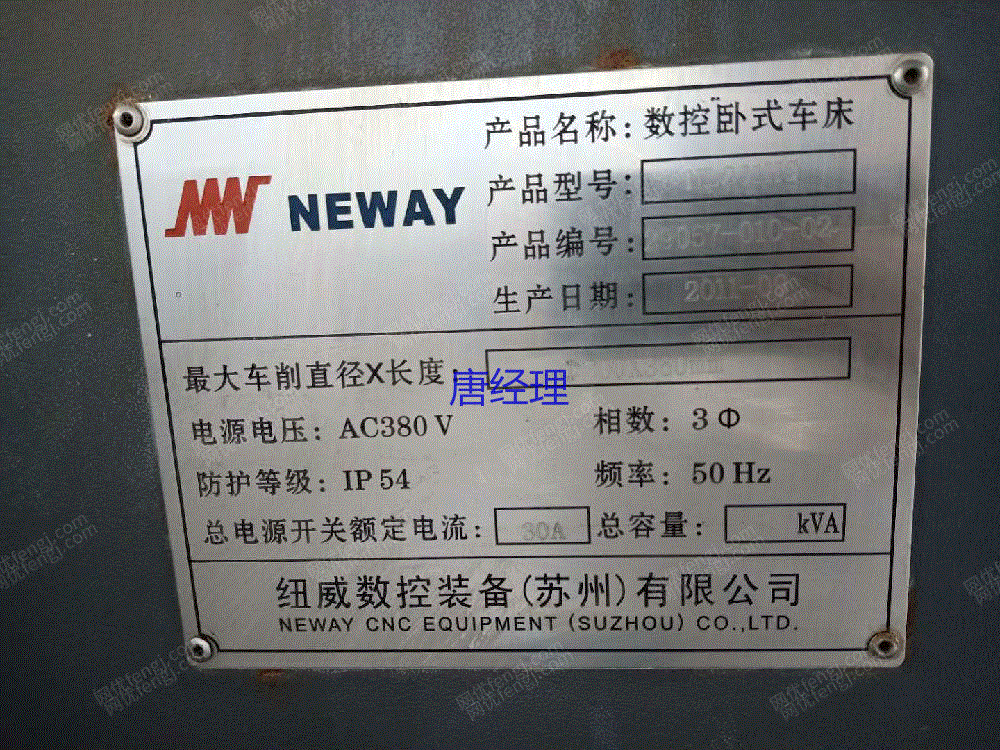 NEWAY
产品名称：数控卧式车床
产品型号：
产品编号：
生产日期：2011-08
最大车削直径X长度：
唐经理
电源电压：AC380 V
相数：3 Φ
防护等级：IP 54
频率：50 Hz
总电源开关额定电流：30A
总容量：kVA
纽威数控装备(苏州)有限公司
NEWAY CNC EQUIPMENT (SUZHOU) CO.,LTD.